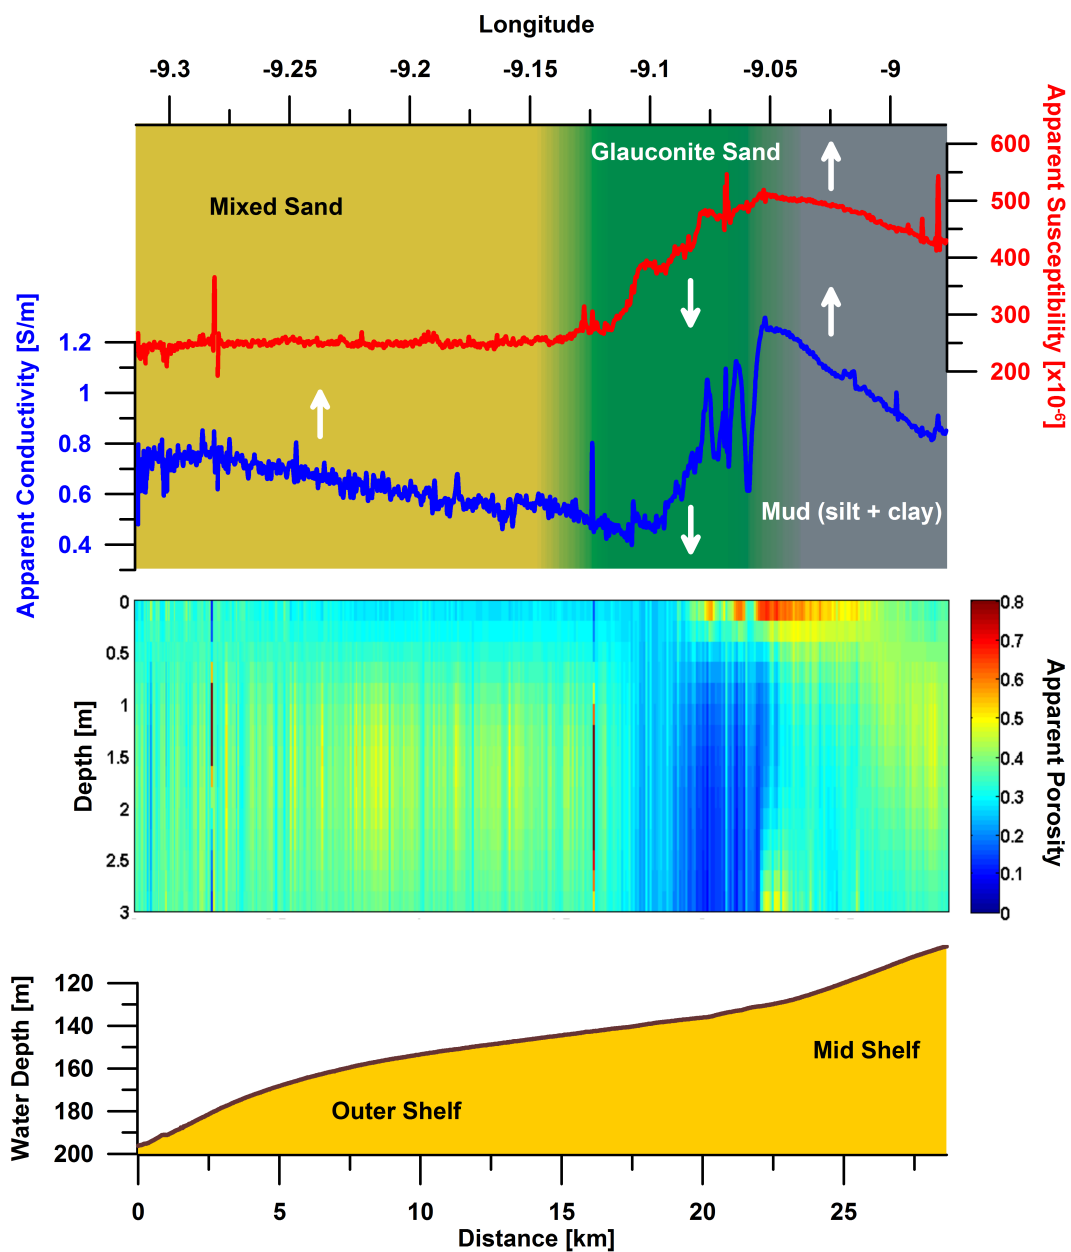 Longitude
-9.3 -9.25 -9.2 -9.15 -9.1 -9.05 -9
Glauconite Sand
Mixed Sand
Mud (silt + clay)
Apparent Conductivity [S/m]
1.2
1
0.8
0.6
0.4
Apparent Susceptibility [x10⁻⁶]
600
500
400
300
200
Depth [m]
0
0.5
1
1.5
2
2.5
3
0.8
0.7
0.6
0.5
0.4
0.3
0.2
0.1
0
Apparent Porosity
Water Depth [m]
120
140
160
180
200
Mid Shelf
Outer Shelf
0 5 10 15 20 25
Distance [km]